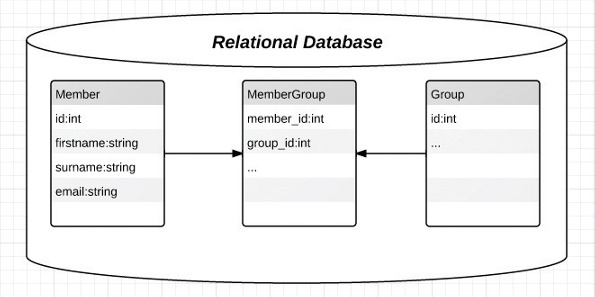 Relational Database
Member
id:int
firstname:string
surname:string
email:string
MemberGroup
member_id:int
group_id:int
...
Group
id:int
...